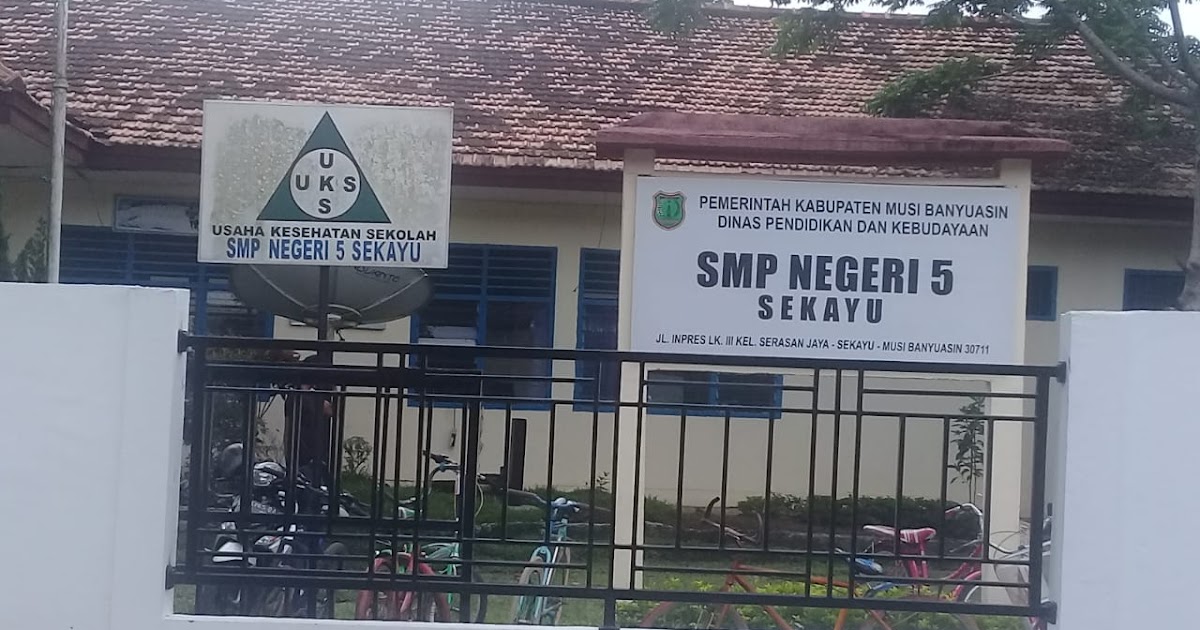 U
U K S
S
USAHA KESEHATAN SEKOLAH
SMP NEGERI 5 SEKAYU
PEMERINTAH KABUPATEN MUSI BANYUASIN
DINAS PENDIDIKAN DAN KEBUDAYAAN
SMP NEGERI 5
SEKAYU
JL. INPRES LK. III KEL. SERASAN JAYA - SEKAYU - MUSI BANYUASIN 30711